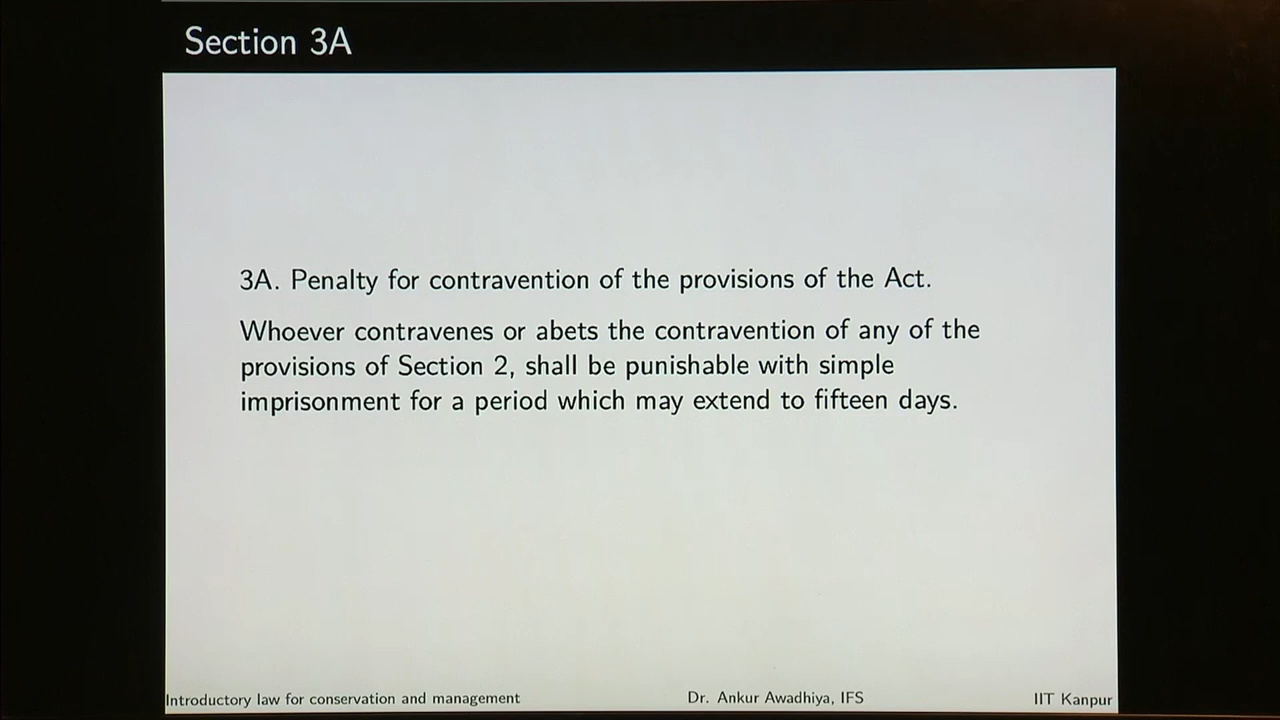 Section 3A
3A. Penalty for contravention of the provisions of the Act.
Whoever contravenes or abets the contravention of any of the
provisions of Section 2, shall be punishable with simple
imprisonment for a period which may extend to fifteen days.
Introductory law for conservation and management Dr. Ankur Awadhiya, IFS IIT Kanpur